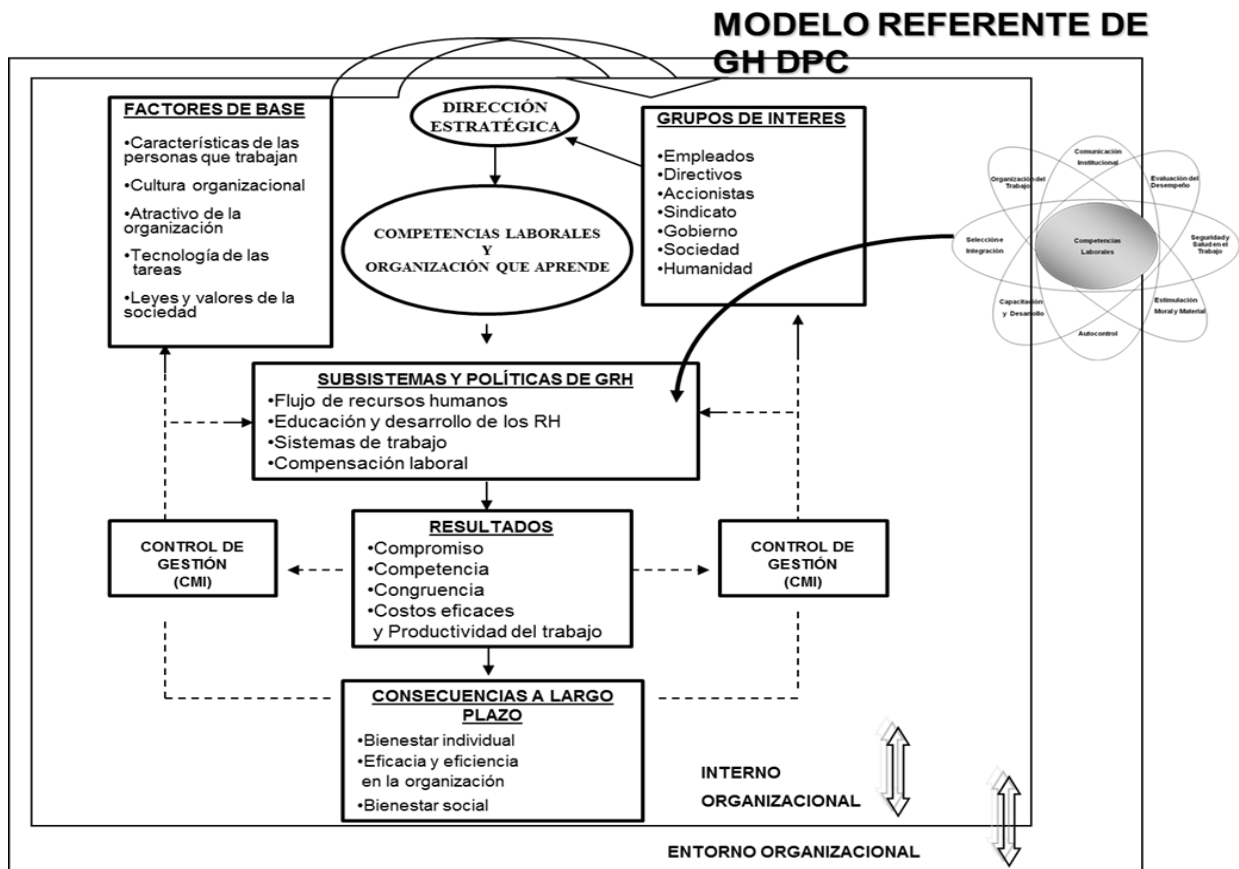 MODELO REFERENTE DE
GH DPC
FACTORES DE BASE
•Características de las
personas que trabajan
•Cultura organizacional
•Atractivo de la
organización
•Tecnología de las
tareas
•Leyes y valores de la
sociedad
DIRECCIÓN
ESTRATÉGICA
COMPETENCIAS LABORALES
Y
ORGANIZACIÓN QUE APRENDE
GRUPOS DE INTERES
•Empleados
•Directivos
•Accionistas
•Sindicato
•Gobierno
•Sociedad
•Humanidad
Comunicación
Institucional
Organización del
Trabajo
Evaluación del
Desempeño
Selección e
Integración
Competencias
Laborales
Seguridad y
Salud en el
Trabajo
Capacitación
y Desarrollo
Estimulación
Moral y Material
Autocontrol
SUBSISTEMAS Y POLÍTICAS DE GRH
•Flujo de recursos humanos
•Educación y desarrollo de los RH
•Sistemas de trabajo
•Compensación laboral
CONTROL DE
GESTIÓN
(CMI)
RESULTADOS
•Compromiso
•Competencia
•Congruencia
•Costos eficaces
y Productividad del trabajo
CONTROL DE
GESTIÓN
(CMI)
CONSECUENCIAS A LARGO
PLAZO
•Bienestar individual
•Eficacia y eficiencia
en la organización
•Bienestar social
INTERNO
ORGANIZACIONAL
ENTORNO ORGANIZACIONAL